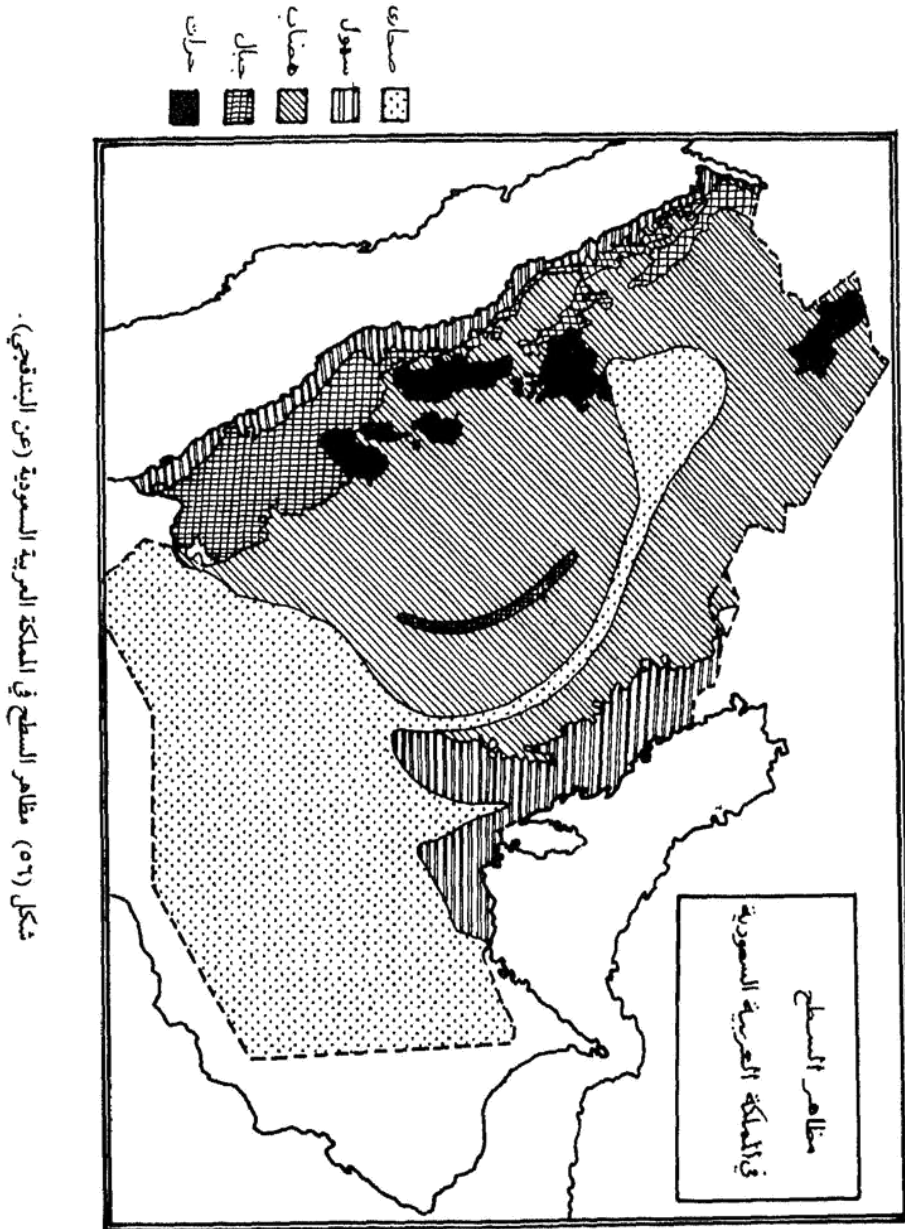 مظاهر السطح
في المملكة العربية السعودية
صحارى
سهول
هضاب
جبال
حرات
شكل (٥٦) مظاهر السطح في المملكة العربية السعودية (عن البندقجي).